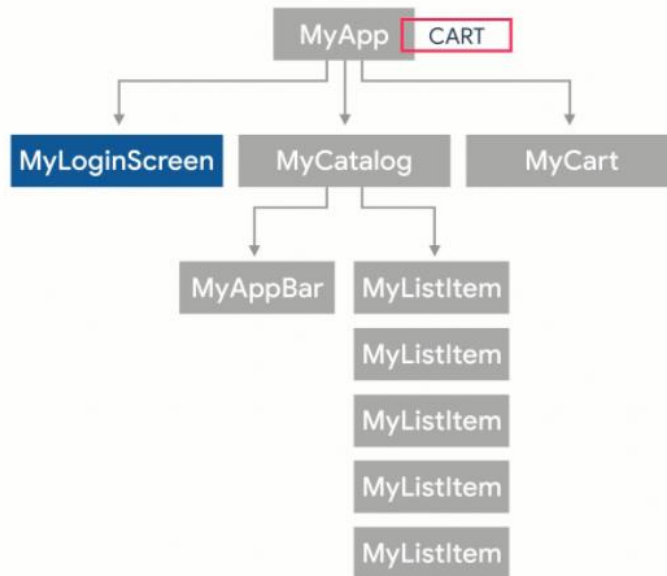 MyApp
CART
MyLoginScreen
MyCatalog
MyCart
MyAppBar
MyListItem
MyListItem
MyListItem
MyListItem
MyListItem